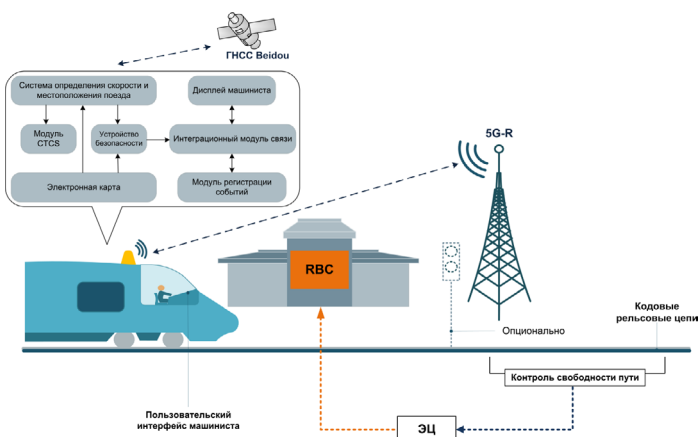 ГНСС Beidou
Система определения скорости и
местоположения поезда
Дисплей машиниста
Модуль
CTCS
Устройство
безопасности
Интеграционный модуль связи
Электронная карта
Модуль регистрации
событий
5G-R
RBC
Опционально
Кодовые
рельсовые цепи
Контроль свободности пути
Пользовательский
интерфейс машиниста
ЭЦ